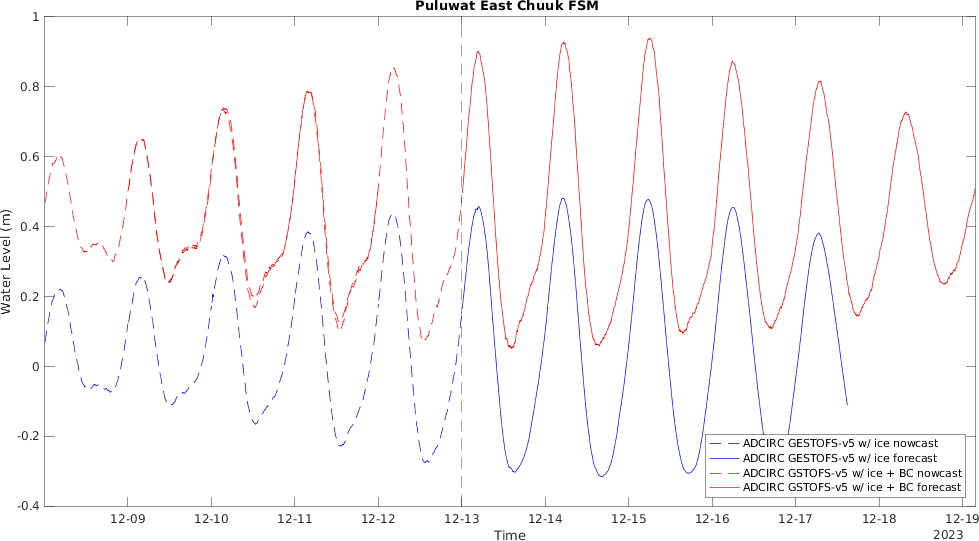 Puluwat East Chuuk FSM
1
0.8
0.6
0.4
0.2
0
-0.2
-0.4
Water Level (m)
ADCIRC GESTOFS-v5 w/ ice nowcast
ADCIRC GESTOFS-v5 w/ ice forecast
ADCIRC GSTOFS-v5 w/ ice + BC nowcast
ADCIRC GSTOFS-v5 w/ ice + BC forecast
12-09 12-10 12-11 12-12 12-13 12-14 12-15 12-16 12-17 12-18 12-19
Time
2023